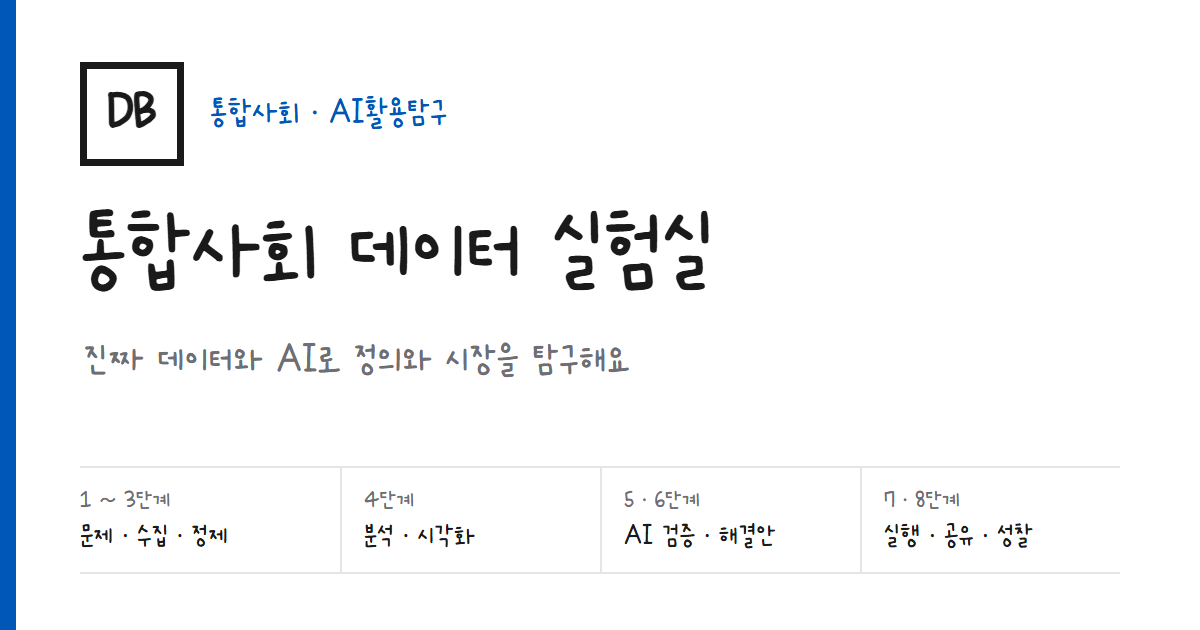 DB
통합사회 · AI활용탐구
통합사회 데이터 실험실
진짜 데이터와 AI로 정의와 시장을 탐구해요
1 ~ 3단계
문제 · 수집 · 정제
4단계
분석 · 시각화
5 · 6단계
AI 검증 · 해결안
7 · 8단계
실행 · 공유 · 성찰